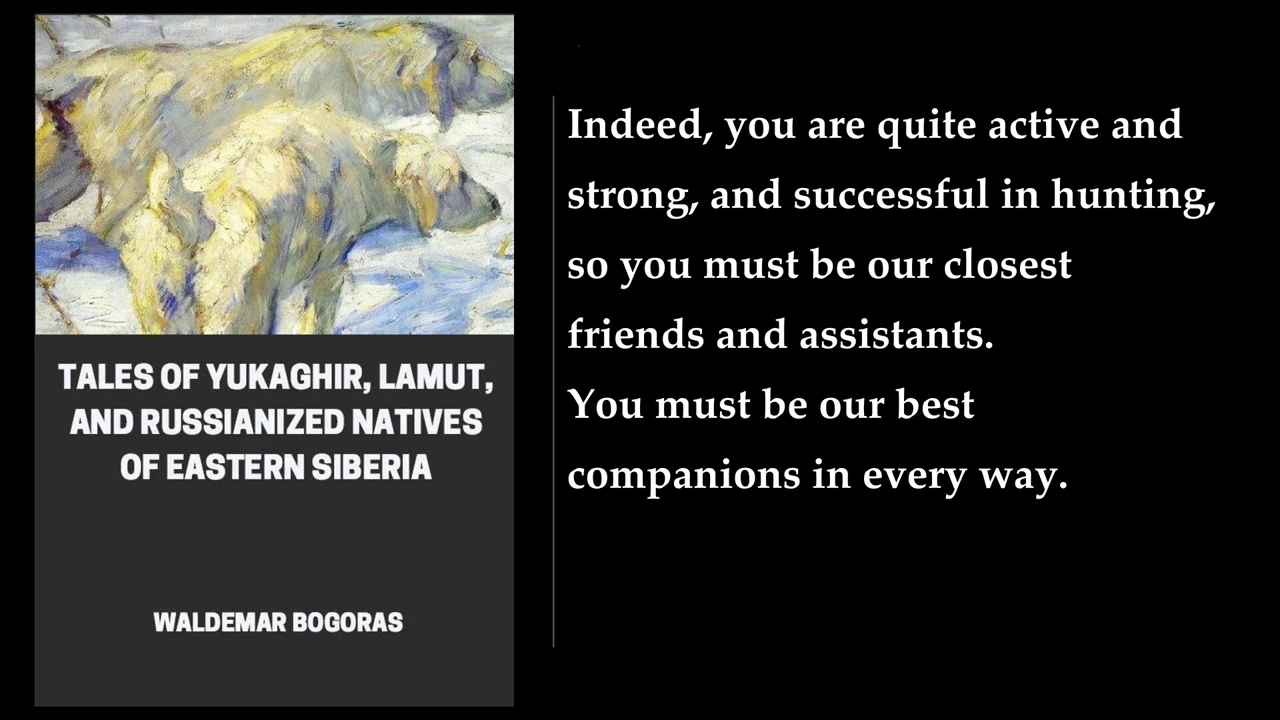 TALES OF YUKAGHIR, LAMUT,
AND RUSSIANIZED NATIVES
OF EASTERN SIBERIA
WALDEMAR BOGORAS
Indeed, you are quite active and
strong, and successful in hunting,
so you must be our closest
friends and assistants.
You must be our best
companions in every way.